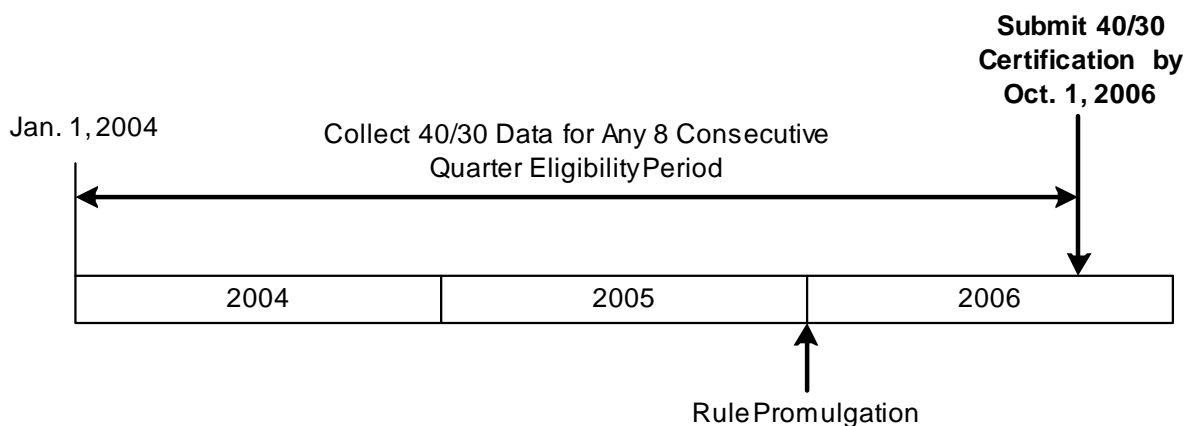 Submit 40/30
Certification by
Oct. 1, 2006
Jan. 1, 2004
Collect 40/30 Data for Any 8 Consecutive
Quarter Eligibility Period
2004
2005
2006
Rule Promulgation